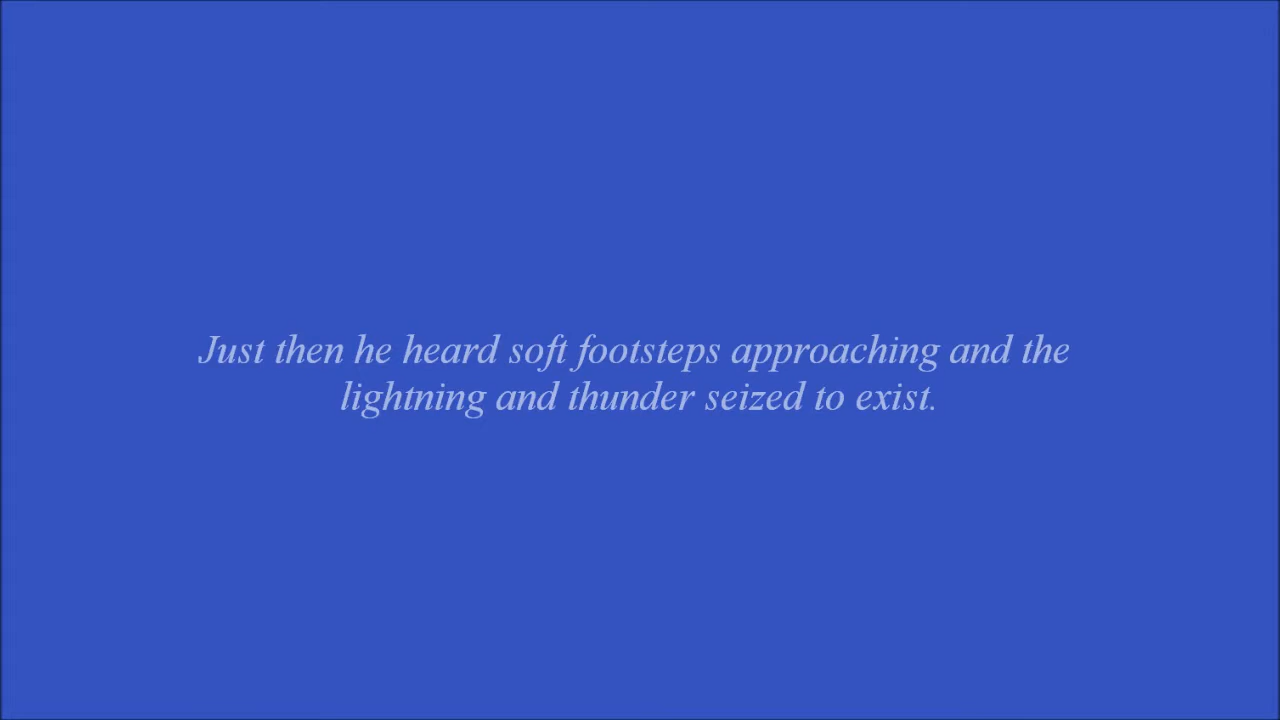 Just then he heard soft footsteps approaching and the
lightning and thunder seized to exist.